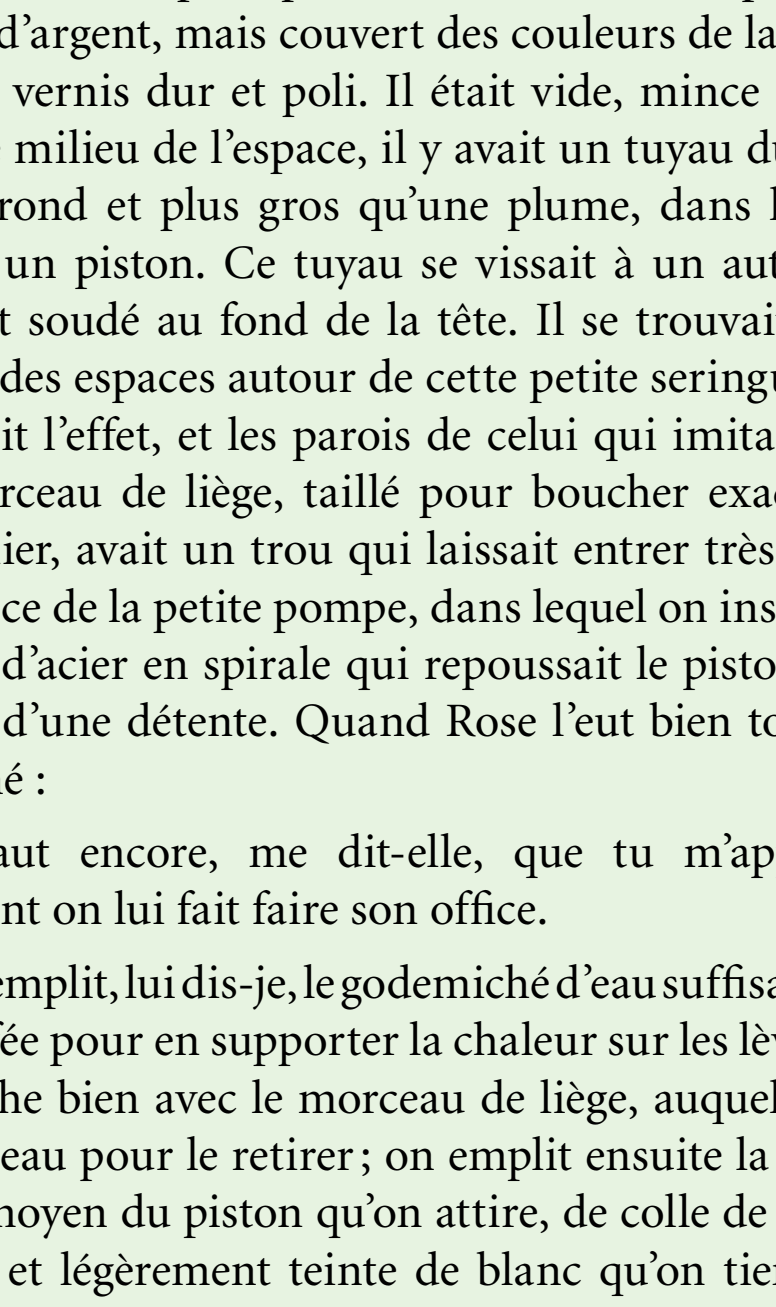 d’argent, mais couvert des couleurs de la
vernis dur et poli. Il était vide, mince
milieu de l’espace, il y avait un tuyau du
rond et plus gros qu’une plume, dans l
un piston. Ce tuyau se vissait à un aut
t soudé au fond de la tête. Il se trouvai
des espaces autour de cette petite seringu
it l’effet, et les parois de celui qui imita
rceau de liège, taillé pour boucher exac
ier, avait un trou qui laissait entrer très
ce de la petite pompe, dans lequel on ins
d’acier en spirale qui repoussait le pisto
d’une détente. Quand Rose l’eut bien to
né :
aut encore, me dit-elle, que tu m’ap
nt on lui fait faire son office.
emplit, lui dis-je, le godemiché d’eau suffisa
fée pour en supporter la chaleur sur les lèv
he bien avec le morceau de liège, auquel
eau pour le retirer ; on emplit ensuite la
moyen du piston qu’on attire, de colle de
et légèrement teinte de blanc qu’on tien